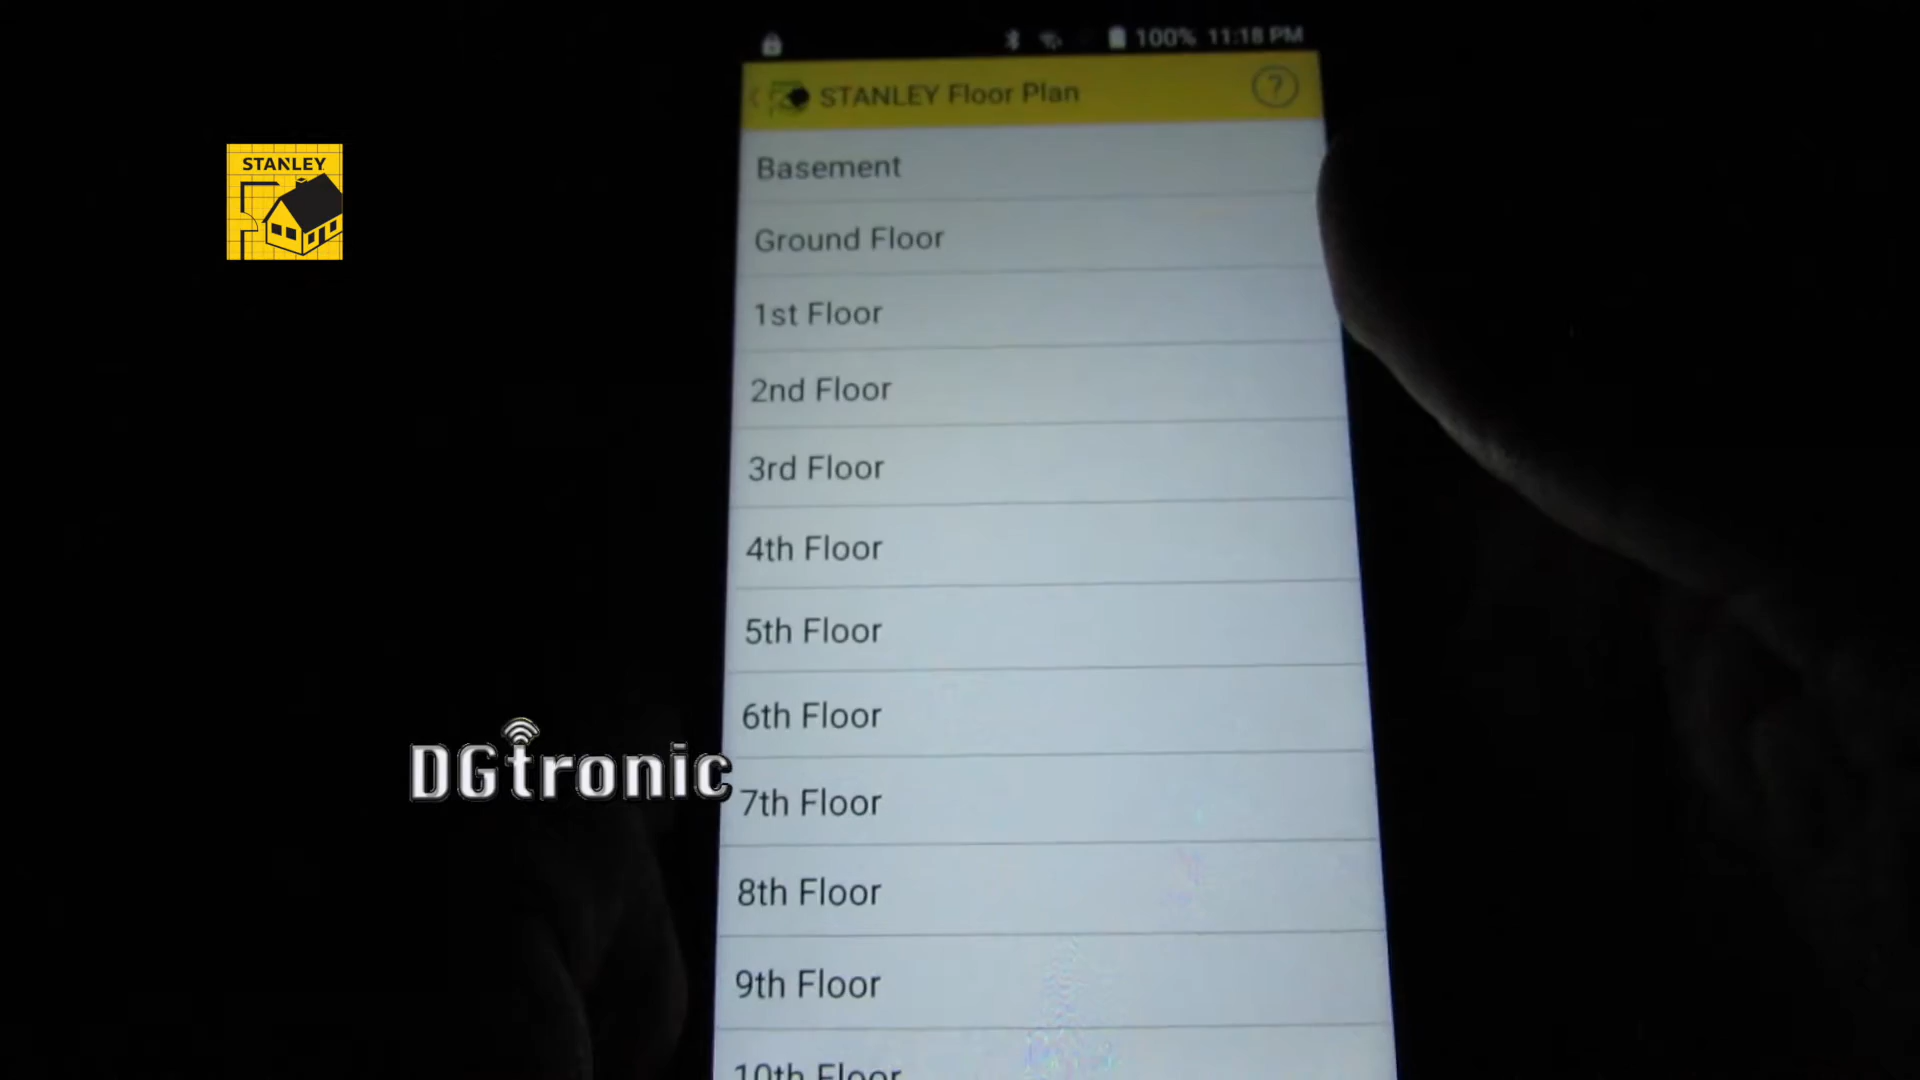 100% 11:18 PM
STANLEY Floor Plan ?
STANLEY
Basement
Ground Floor
1st Floor
2nd Floor
3rd Floor
4th Floor
5th Floor
6th Floor
DGtronic
7th Floor
8th Floor
9th Floor
10th Floor